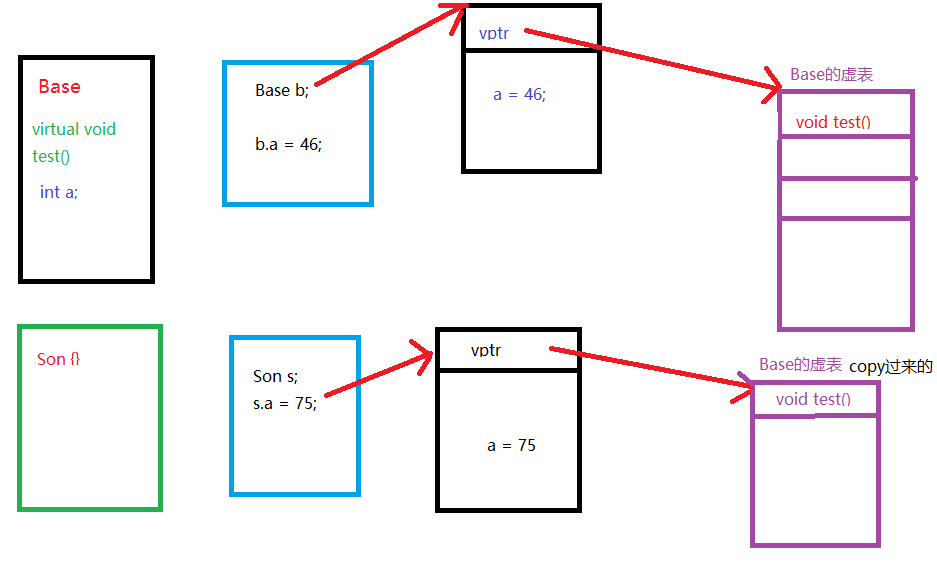 Base
virtual void
test()
int a;
Base b;
b.a = 46;
vptr
a = 46;
Base的虚表
void test()
Son {}
Son s;
s.a = 75;
vptr
a = 75
Base的虚表 copy过来的
void test()